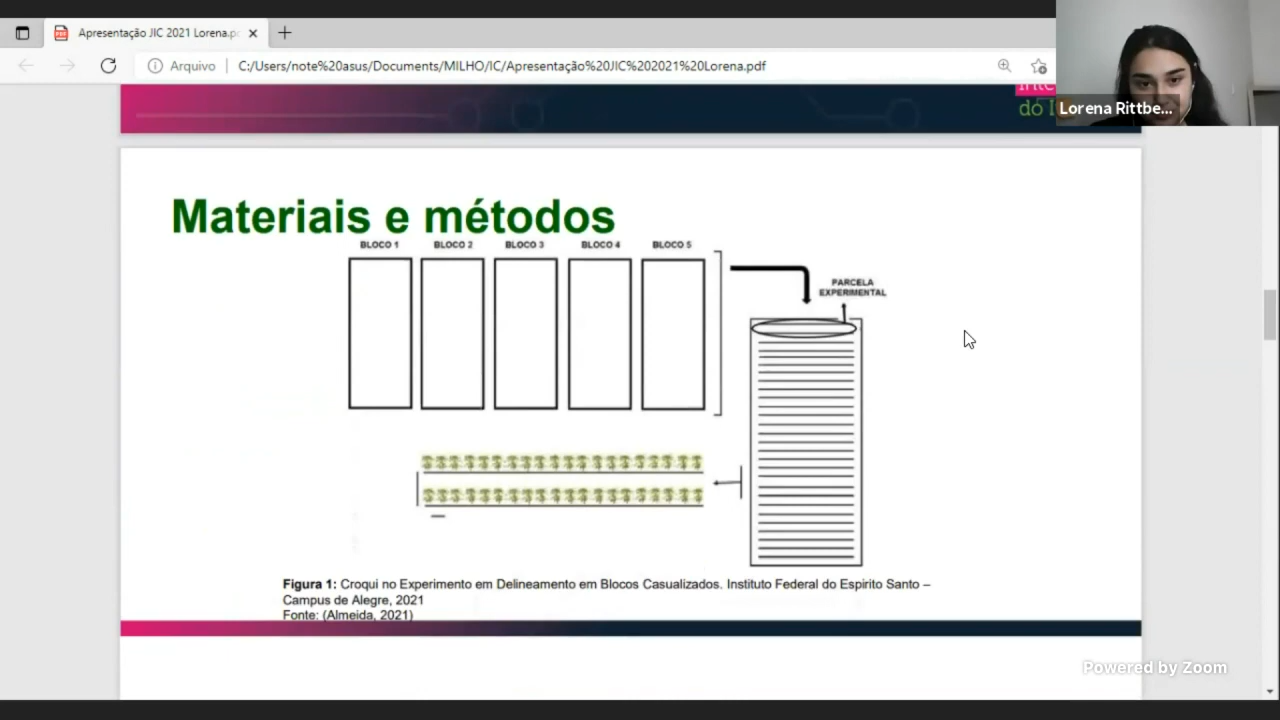 Apresentação JIC 2021 Lorena.p
Arquivo
C:/Users/note%20asus/Documents/MILHO/IC/Apresentação%20JIC%202021%20Lorena.pdf
Lorena Rittbe...
Materiais e métodos
BLOCO 1 BLOCO 2 BLOCO 3 BLOCO 4 BLOCO 5
PARCELA
EXPERIMENTAL
Figura 1: Croqui no Experimento em Delineamento em Blocos Casualizados. Instituto Federal do Espirito Santo –
Campus de Alegre, 2021
Fonte: (Almeida, 2021)
Powered by Zoom